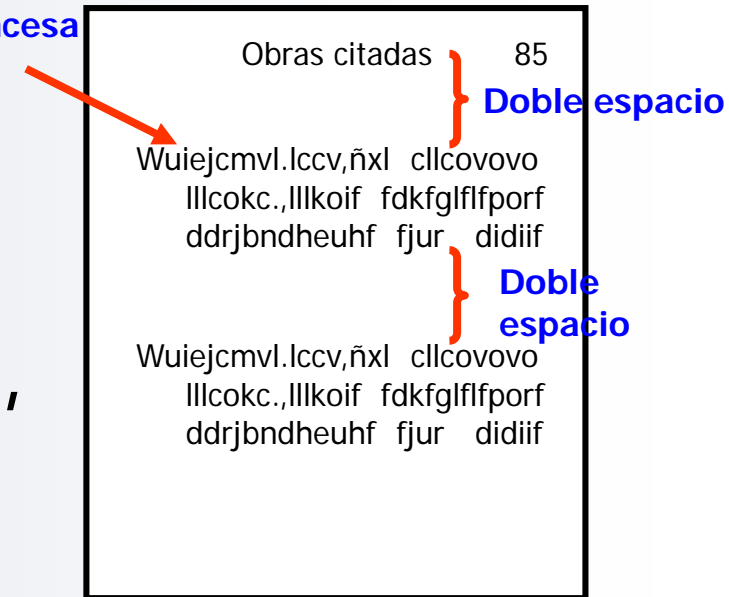 ncesa
Obras citadas 85
Doble espacio
Wuiejcmvl.lccv,ñxl cllcovovo
lllcokc.,lllkoif fdkfglflfporf
ddrjbndheuhf fjur didiif
Doble
espacio
Wuiejcmvl.lccv,ñxl cllcovovo
lllcokc.,lllkoif fdkfglflfporf
ddrjbndheuhf fjur didiif